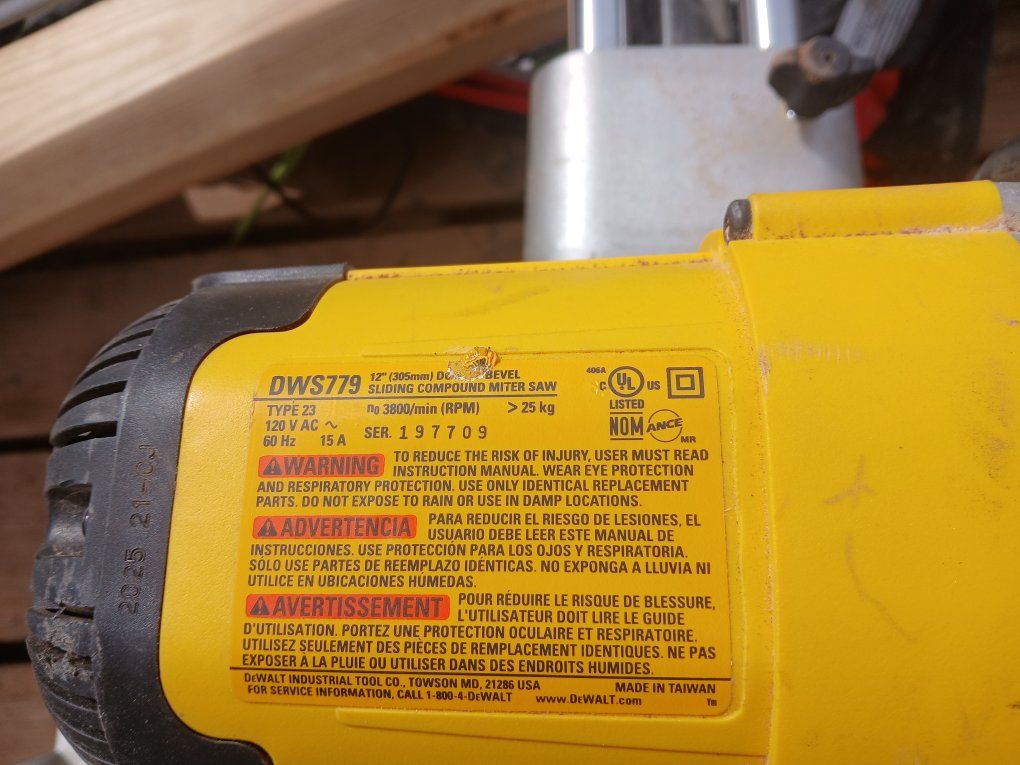 DWS779 12" (305mm) BEVEL
SLIDING COMPOUND MITER SAW
TYPE 23 n0 3800/min (RPM) > 25 kg
120 V AC ~
60 Hz 15 A SER. 197709
406A
C UL US
LISTED
NOM ANCE
MR
⚠WARNING TO REDUCE THE RISK OF INJURY, USER MUST READ
INSTRUCTION MANUAL. WEAR EYE PROTECTION
AND RESPIRATORY PROTECTION. USE ONLY IDENTICAL REPLACEMENT
PARTS. DO NOT EXPOSE TO RAIN OR USE IN DAMP LOCATIONS.
⚠ADVERTENCIA PARA REDUCIR EL RIESGO DE LESIONES, EL
USUARIO DEBE LEER ESTE MANUAL DE
INSTRUCCIONES. USE PROTECCIÓN PARA LOS OJOS Y RESPIRATORIA.
SÓLO USE PARTES DE REEMPLAZO IDÉNTICAS. NO EXPONGA A LLUVIA NI
UTILICE EN UBICACIONES HÚMEDAS.
⚠AVERTISSEMENT POUR RÉDUIRE LE RISQUE DE BLESSURE,
L'UTILISATEUR DOIT LIRE LE GUIDE
D'UTILISATION. PORTEZ UNE PROTECTION OCULAIRE ET RESPIRATOIRE.
UTILISEZ SEULEMENT DES PIÈCES DE REMPLACEMENT IDENTIQUES. NE PAS
EXPOSER À LA PLUIE OU UTILISER DANS DES ENDROITS HUMIDES.
DEWALT INDUSTRIAL TOOL CO., TOWSON MD, 21286 USA MADE IN TAIWAN
FOR SERVICE INFORMATION, CALL 1-800-4-DEWALT www.DEWALT.com Ym
2025 21